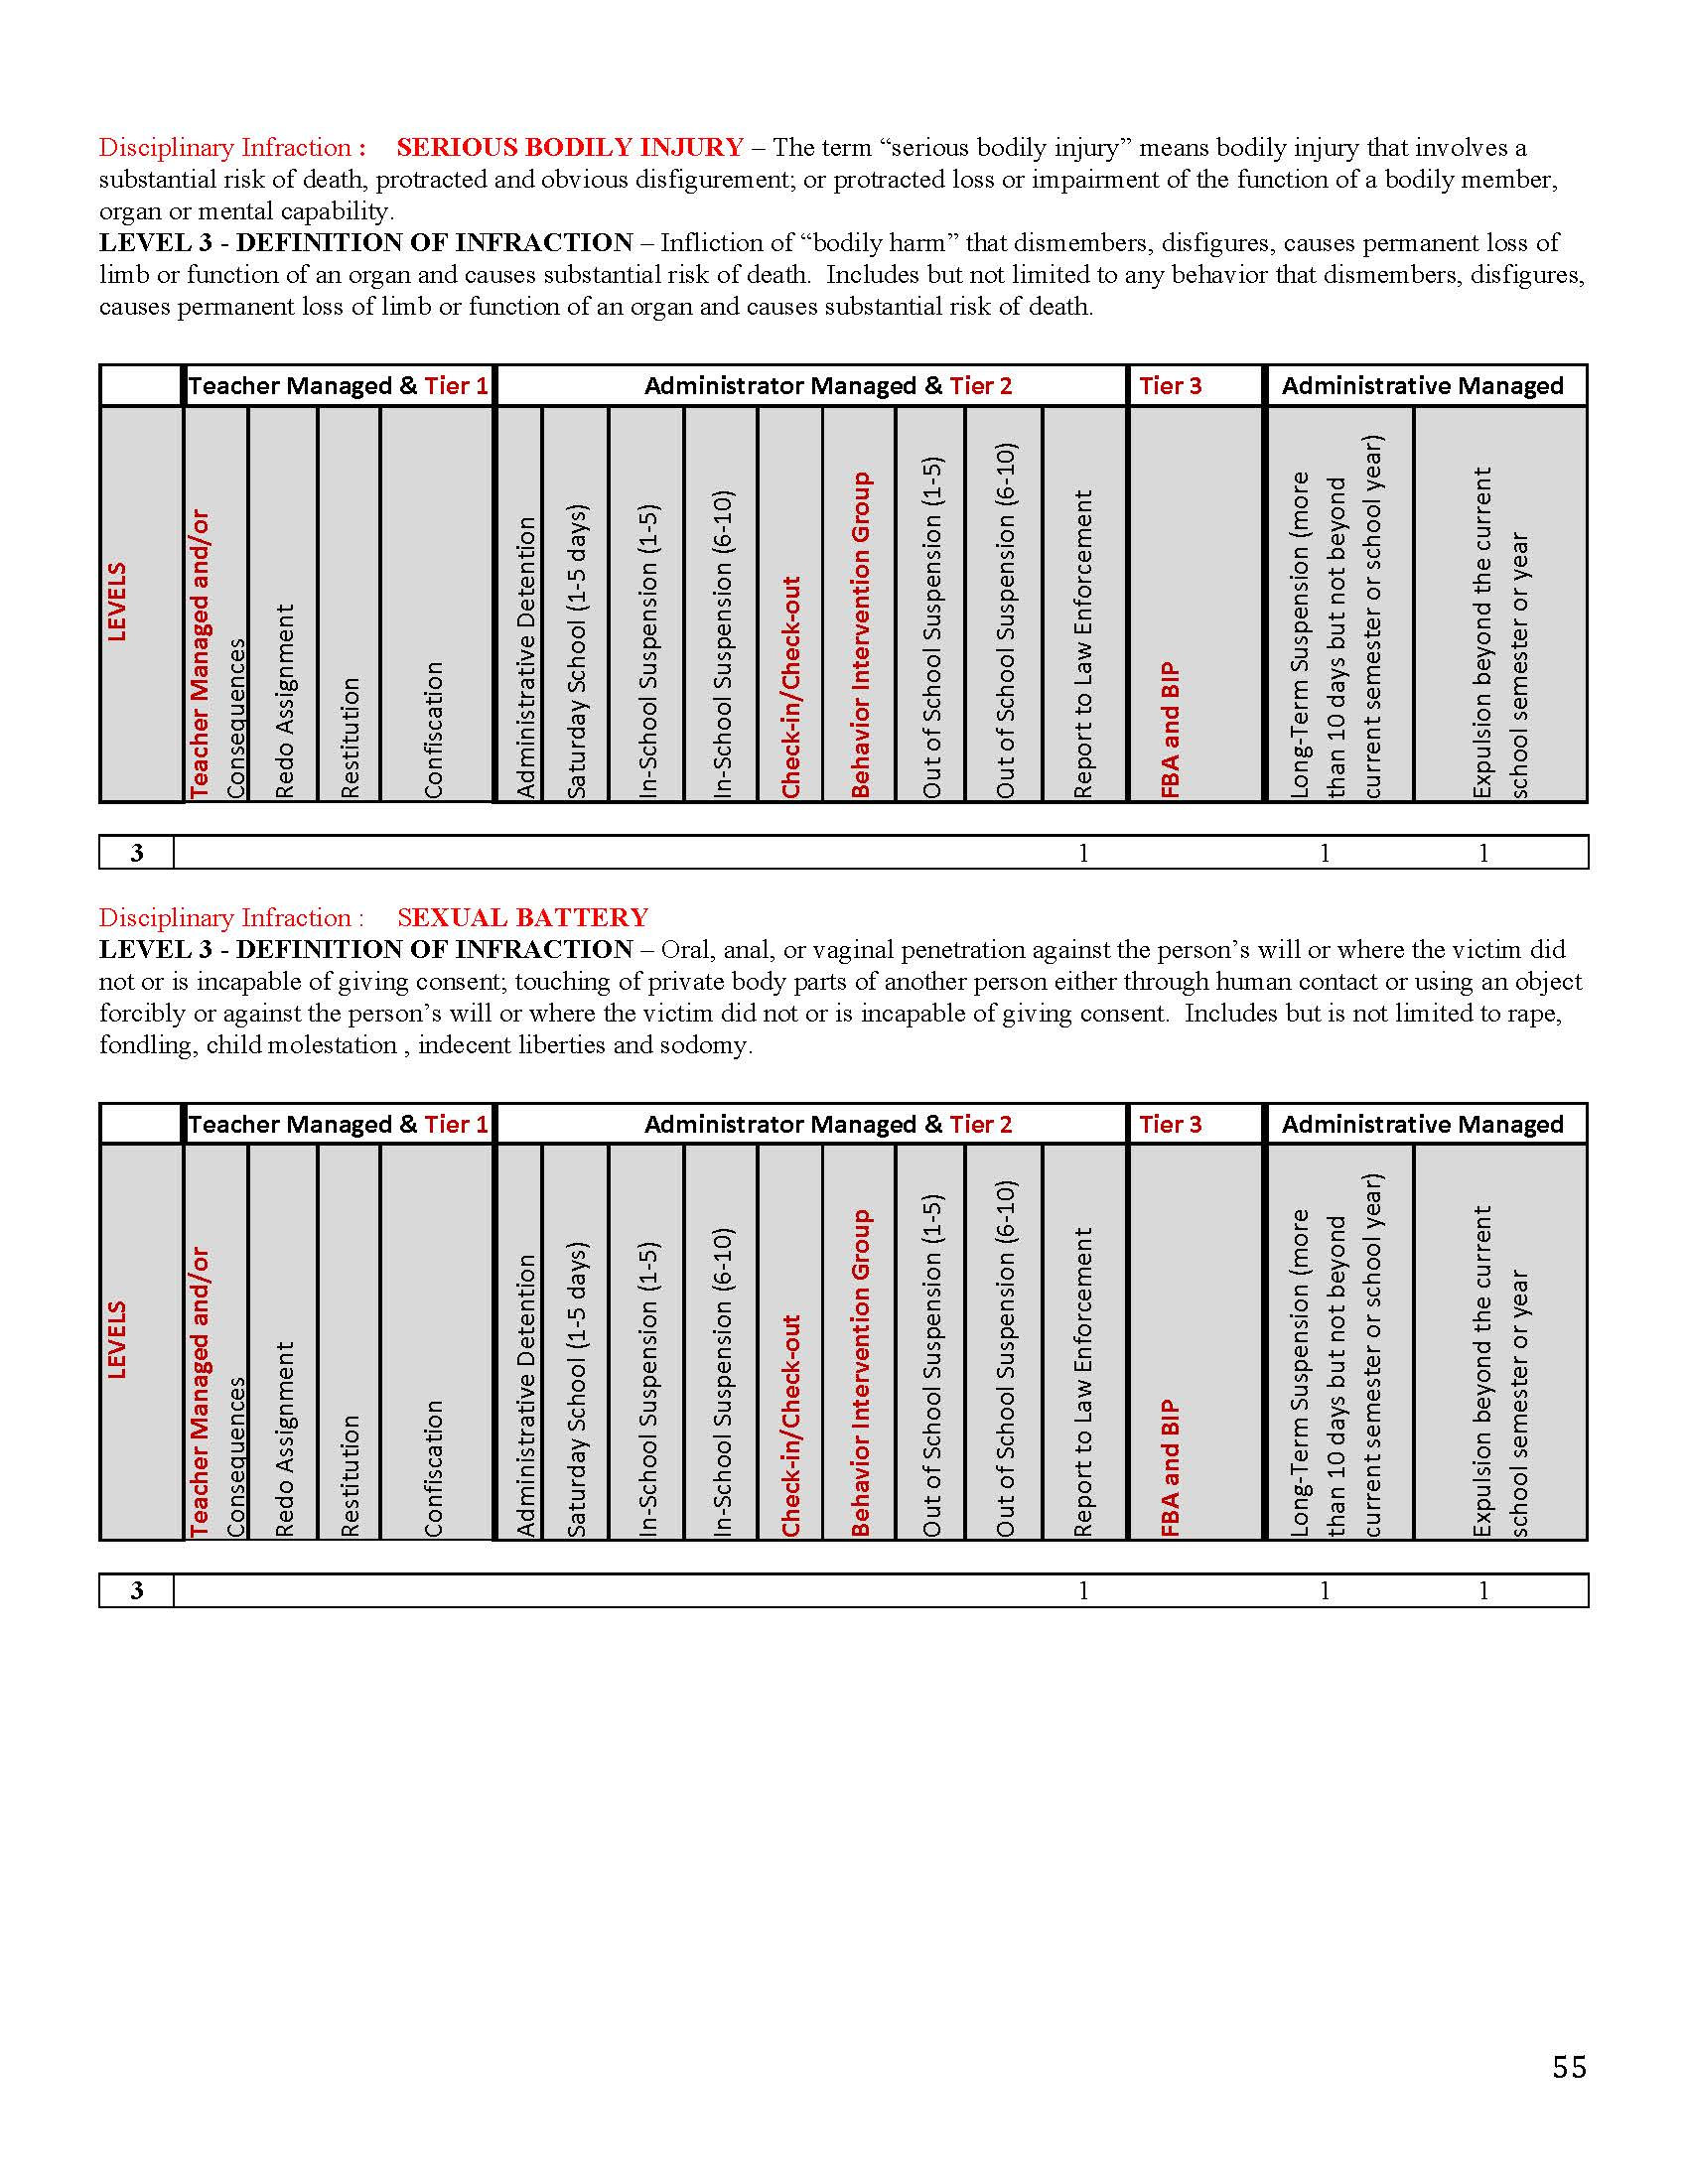 Disciplinary Infraction : SERIOUS BODILY INJURY – The term “serious bodily injury” means bodily injury that involves a
substantial risk of death, protracted and obvious disfigurement; or protracted loss or impairment of the function of a bodily member,
organ or mental capability.
LEVEL 3 - DEFINITION OF INFRACTION – Infliction of “bodily harm” that dismembers, disfigures, causes permanent loss of
limb or function of an organ and causes substantial risk of death. Includes but not limited to any behavior that dismembers, disfigures,
causes permanent loss of limb or function of an organ and causes substantial risk of death.
Teacher Managed & Tier 1 Administrator Managed & Tier 2 Tier 3 Administrative Managed
LEVELS
Teacher Managed and/or
Consequences
Redo Assignment
Restitution
Confiscation
Administrative Detention
Saturday School (1-5 days)
In-School Suspension (1-5)
In-School Suspension (6-10)
Check-in/Check-out
Behavior Intervention Group
Out of School Suspension (1-5)
Out of School Suspension (6-10)
Report to Law Enforcement
FBA and BIP
Long-Term Suspension (more
than 10 days but not beyond
current semester or school year)
Expulsion beyond the current
school semester or year
3 1 1 1
Disciplinary Infraction : SEXUAL BATTERY
LEVEL 3 - DEFINITION OF INFRACTION – Oral, anal, or vaginal penetration against the person’s will or where the victim did
not or is incapable of giving consent; touching of private body parts of another person either through human contact or using an object
forcibly or against the person’s will or where the victim did not or is incapable of giving consent. Includes but is not limited to rape,
fondling, child molestation , indecent liberties and sodomy.
Teacher Managed & Tier 1 Administrator Managed & Tier 2 Tier 3 Administrative Managed
LEVELS
Teacher Managed and/or
Consequences
Redo Assignment
Restitution
Confiscation
Administrative Detention
Saturday School (1-5 days)
In-School Suspension (1-5)
In-School Suspension (6-10)
Check-in/Check-out
Behavior Intervention Group
Out of School Suspension (1-5)
Out of School Suspension (6-10)
Report to Law Enforcement
FBA and BIP
Long-Term Suspension (more
than 10 days but not beyond
current semester or school year)
Expulsion beyond the current
school semester or year
3 1 1 1
55